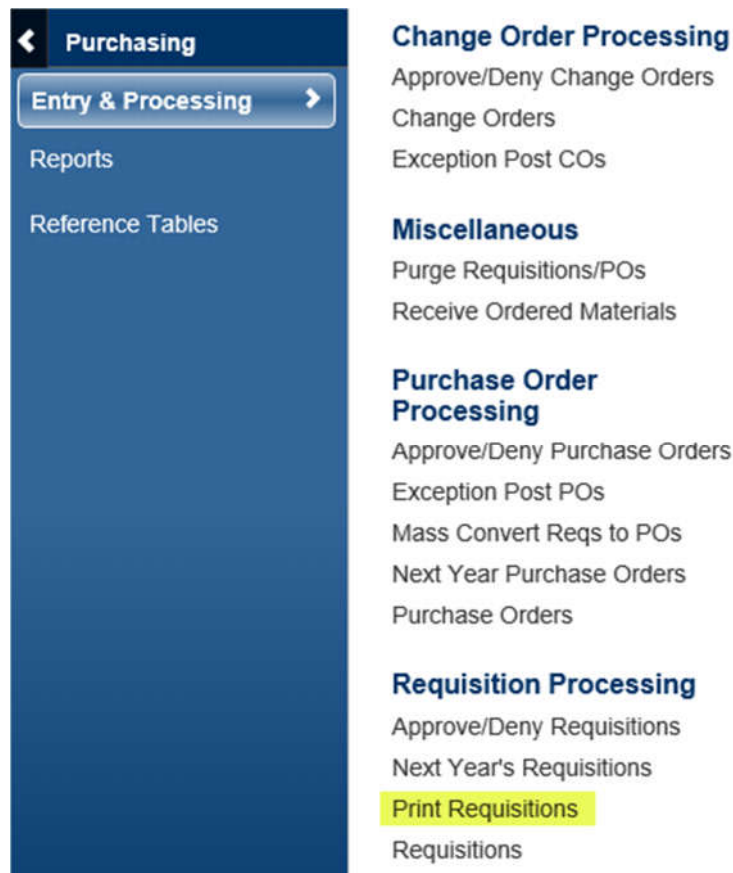 Purchasing
Entry & Processing
Reports
Reference Tables
Change Order Processing
Approve/Deny Change Orders
Change Orders
Exception Post COs
Miscellaneous
Purge Requisitions/POs
Receive Ordered Materials
Purchase Order
Processing
Approve/Deny Purchase Orders
Exception Post POs
Mass Convert Reqs to POs
Next Year Purchase Orders
Purchase Orders
Requisition Processing
Approve/Deny Requisitions
Next Year's Requisitions
Print Requisitions
Requisitions